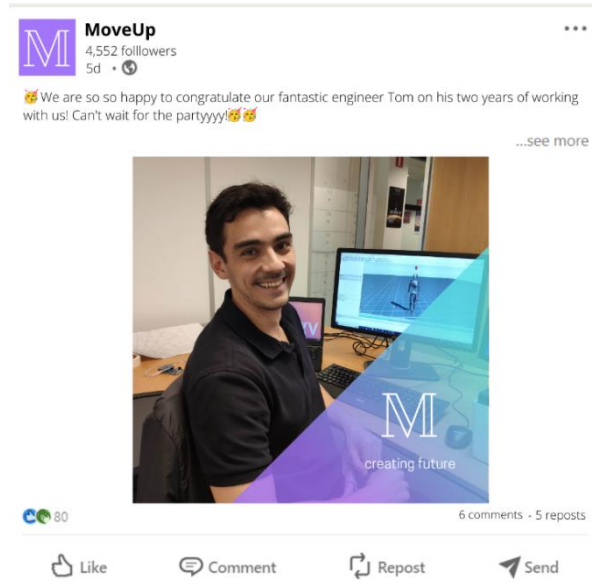 M
MoveUp
4,552 folllowers
5d •
We are so so happy to congratulate our fantastic engineer Tom on his two years of working
with us! Can't wait for the partyyyy!
...see more
M
creating future
80
6 comments • 5 reposts
Like
Comment
Repost
Send